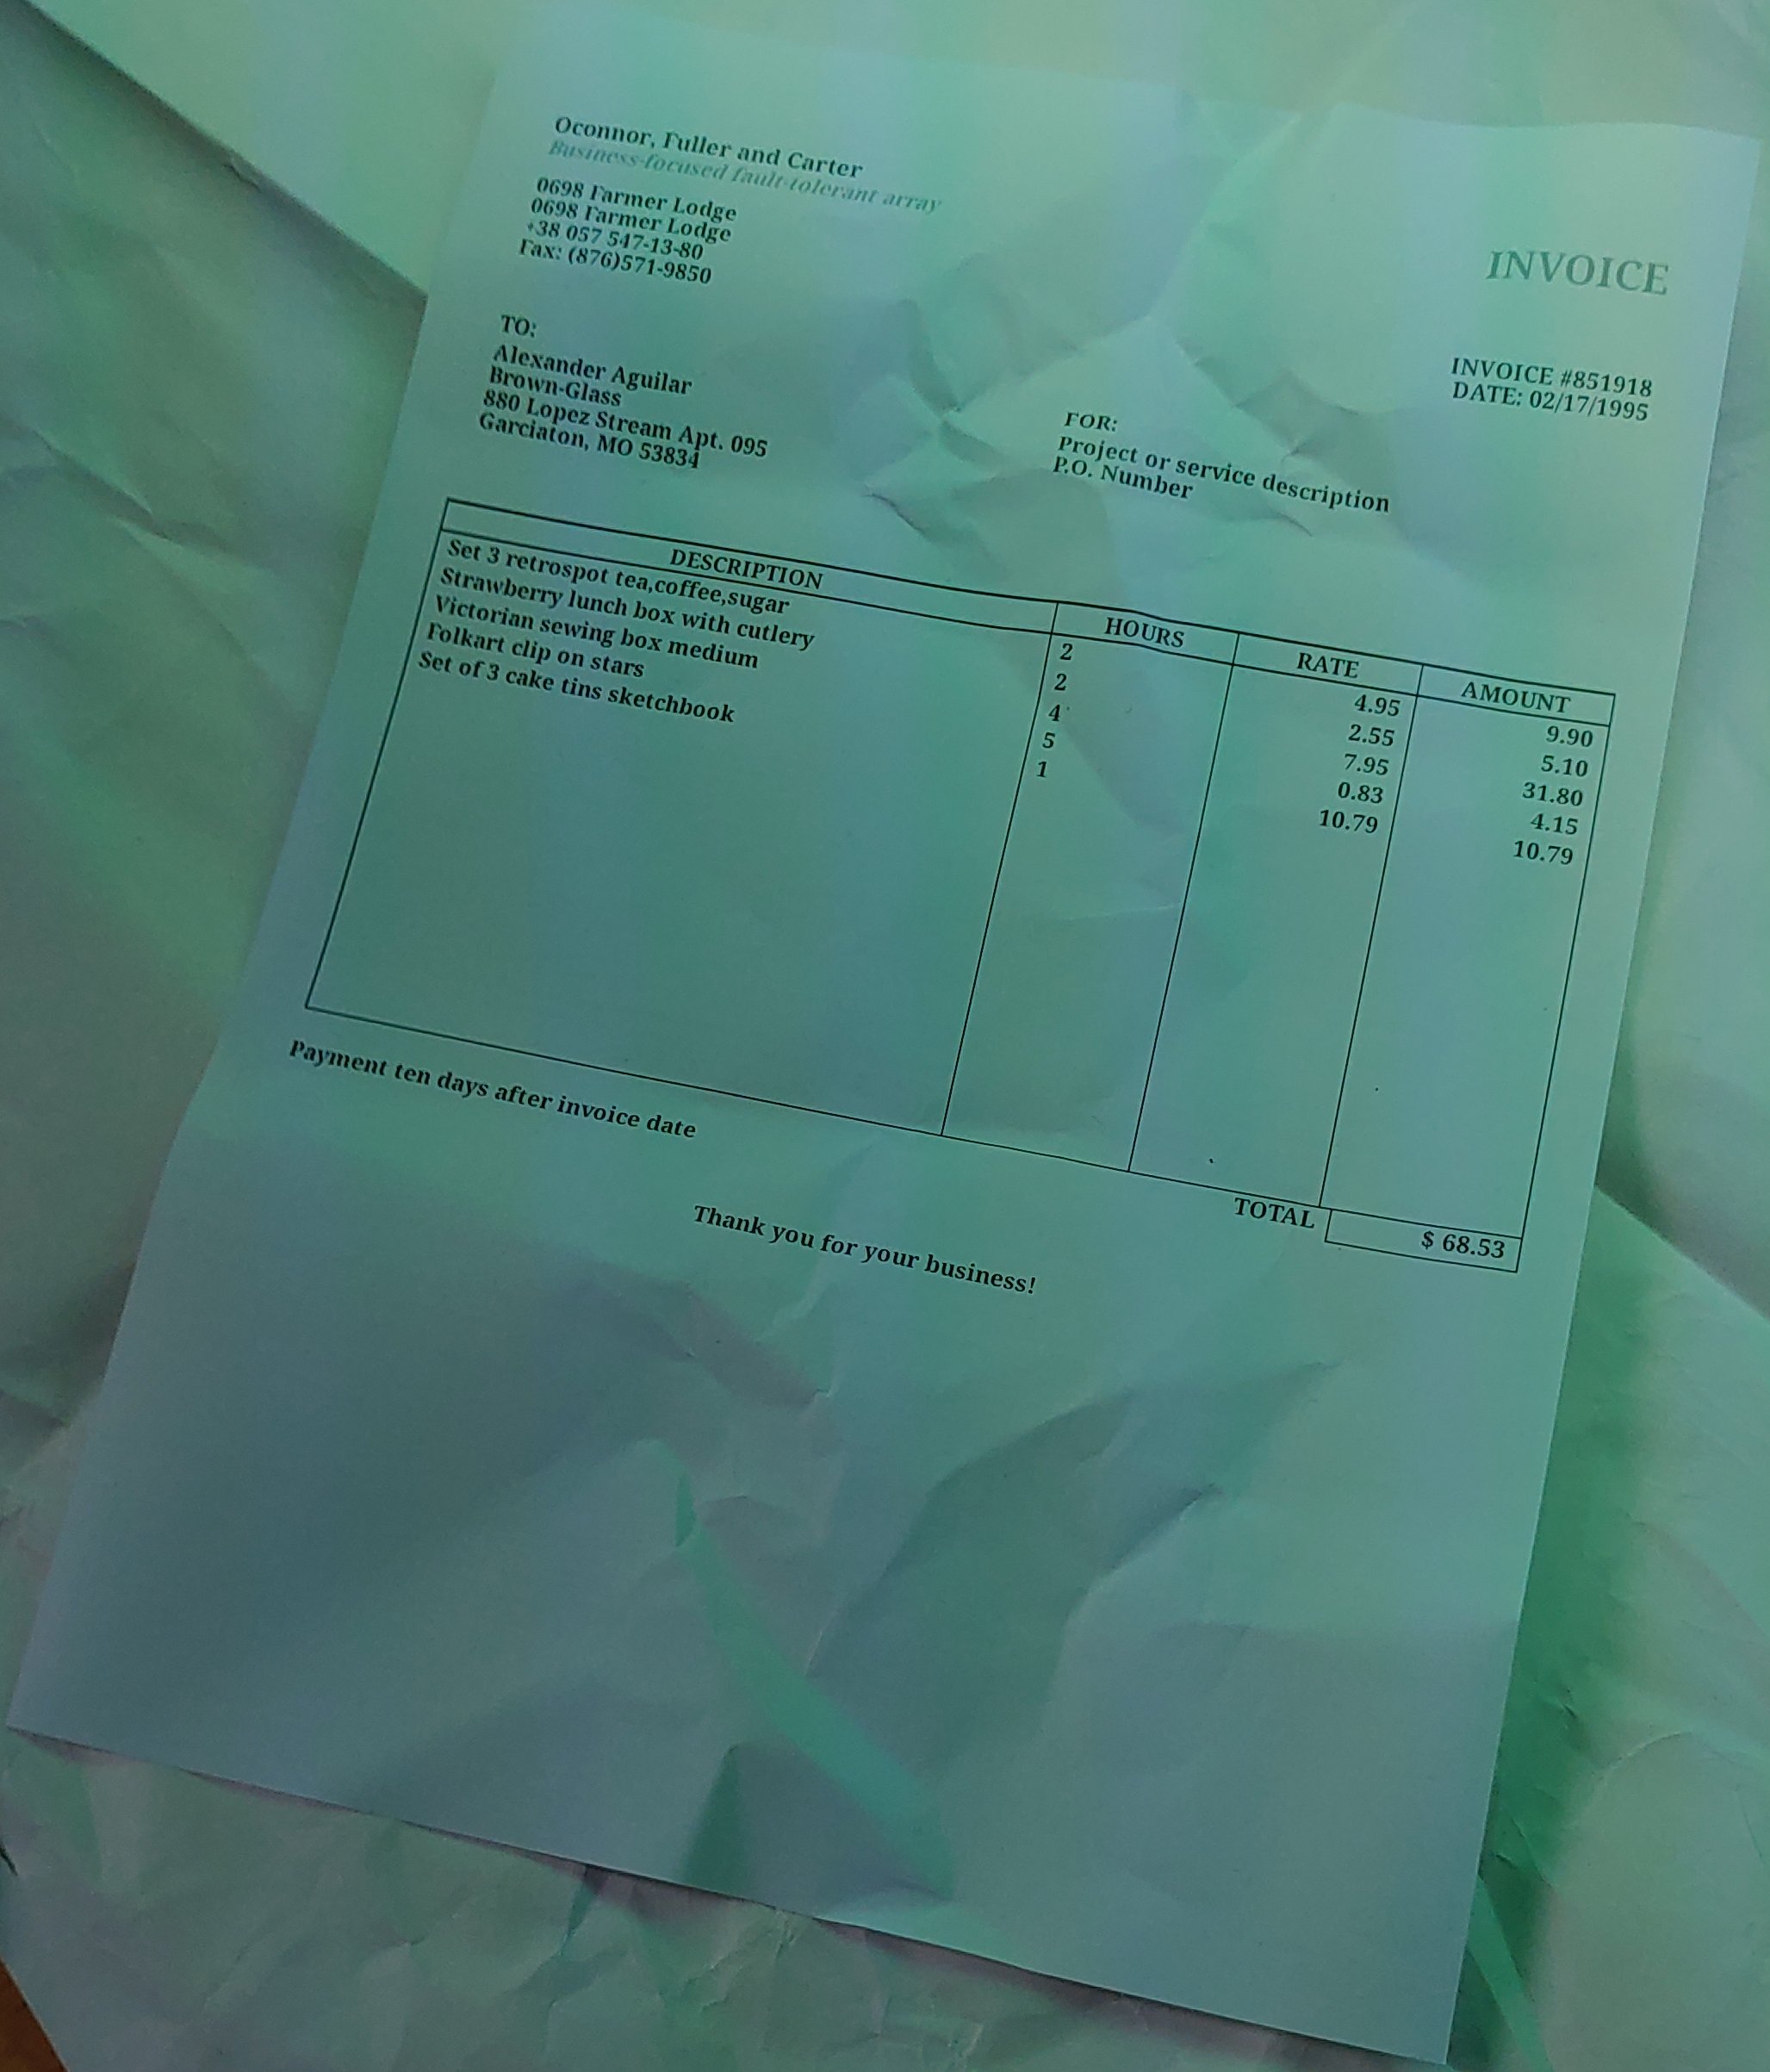 Oconnor, Fuller and Carter
Business-focused fault-tolerant array
0698 Farmer Lodge
0698 Farmer Lodge
+38 057 547-13-80
Fax: (876)571-9850
INVOICE
INVOICE #851918
DATE: 02/17/1995
TO:
Alexander Aguilar
Brown-Glass
880 Lopez Stream Apt. 095
Garciaton, MO 53834
FOR:
Project or service description
P.O. Number
DESCRIPTION HOURS RATE AMOUNT
Set 3 retrospot tea,coffee,sugar 2 4.95 9.90
Strawberry lunch box with cutlery 2 2.55 5.10
Victorian sewing box medium 4 7.95 31.80
Folkart clip on stars 5 0.83 4.15
Set of 3 cake tins sketchbook 1 10.79 10.79
TOTAL $ 68.53
Payment ten days after invoice date
Thank you for your business!